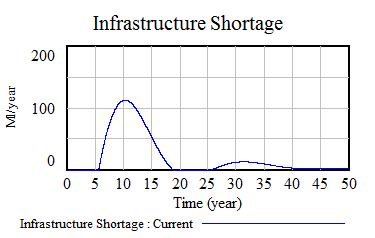 Infrastructure Shortage
200
100
0
Ml/year
0 5 10 15 20 25 30 35 40 45 50
Time (year)
Infrastructure Shortage : Current